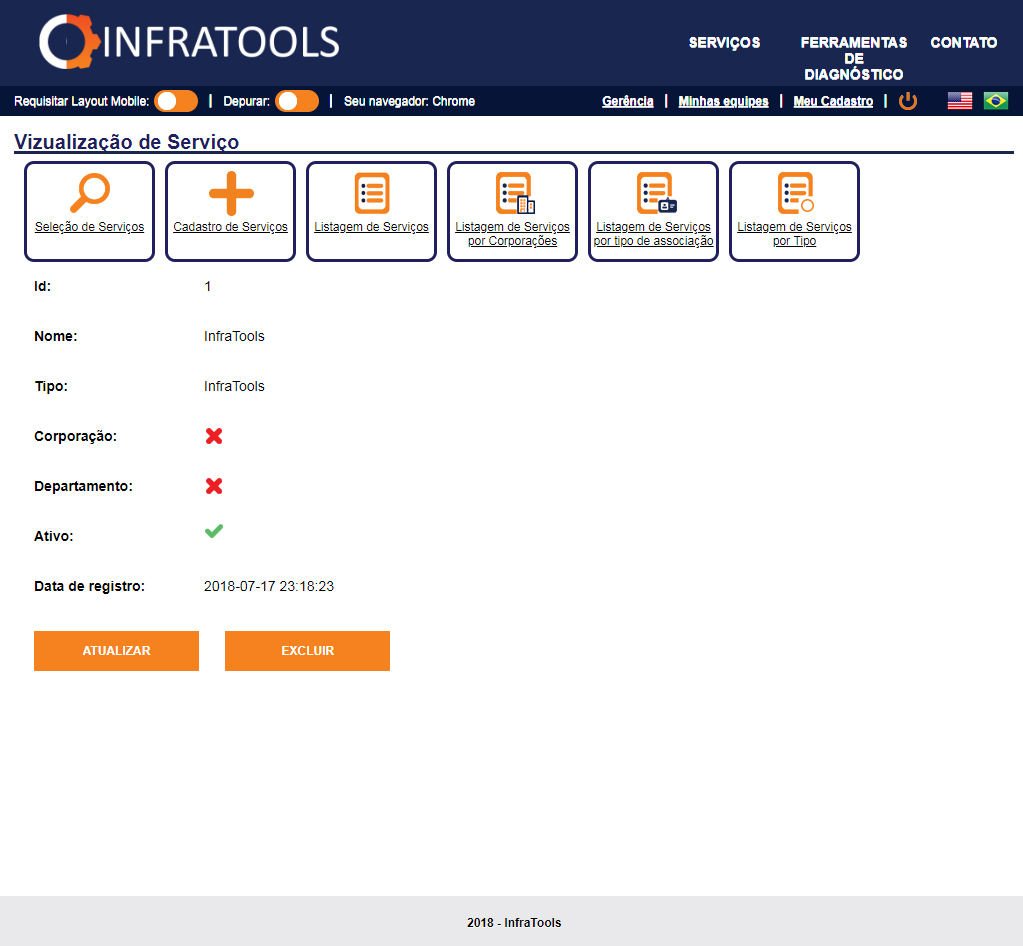 INFRATOOLS
SERVIÇOS
FERRAMENTAS
DE
DIAGNÓSTICO
CONTATO
Requisitar Layout Mobile: | Depurar: | Seu navegador: Chrome
Gerência | Minhas equipes | Meu Cadastro |
Vizualização de Serviço
Seleção de Serviços
Cadastro de Serviços
Listagem de Serviços
Listagem de Serviços
por Corporações
Listagem de Serviços
por tipo de associação
Listagem de Serviços
por Tipo
Id: 1
Nome: InfraTools
Tipo: InfraTools
Corporação:
Departamento:
Ativo:
Data de registro: 2018-07-17 23:18:23
ATUALIZAR
EXCLUIR
2018 - InfraTools